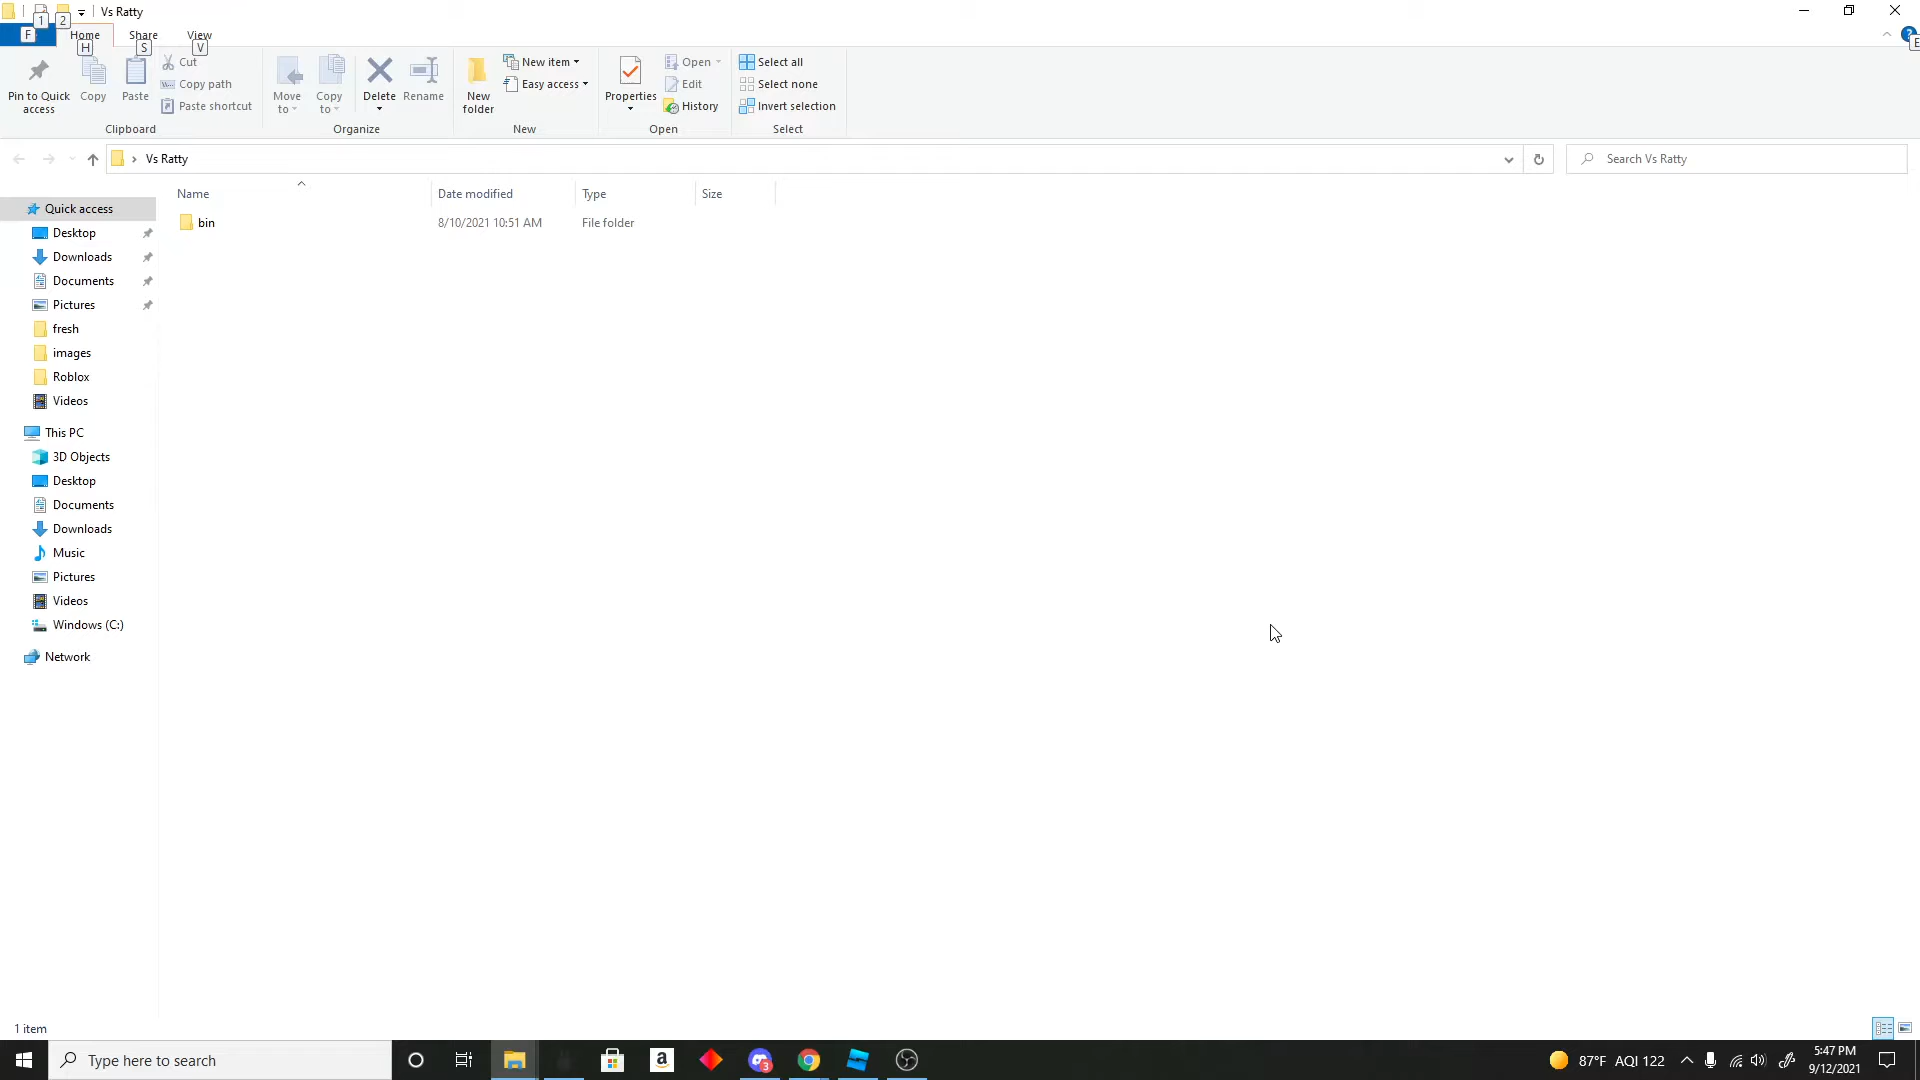 Vs Ratty
1
2
F
Home
Share
View
H
S
V
?
E
Pin to Quick access
Copy
Paste
Cut
Copy path
Paste shortcut
Clipboard
Move to
Copy to
Delete
Rename
Organize
New folder
New item
Easy access
New
Properties
Open
Edit
History
Open
Select all
Select none
Invert selection
Select
Vs Ratty
Search Vs Ratty
Name
Date modified
Type
Size
bin
8/10/2021 10:51 AM
File folder
Quick access
Desktop
Downloads
Documents
Pictures
fresh
images
Roblox
Videos
This PC
3D Objects
Desktop
Documents
Downloads
Music
Pictures
Videos
Windows (C:)
Network
1 item
Type here to search
a
3
87°F AQI 122
5:47 PM
9/12/2021